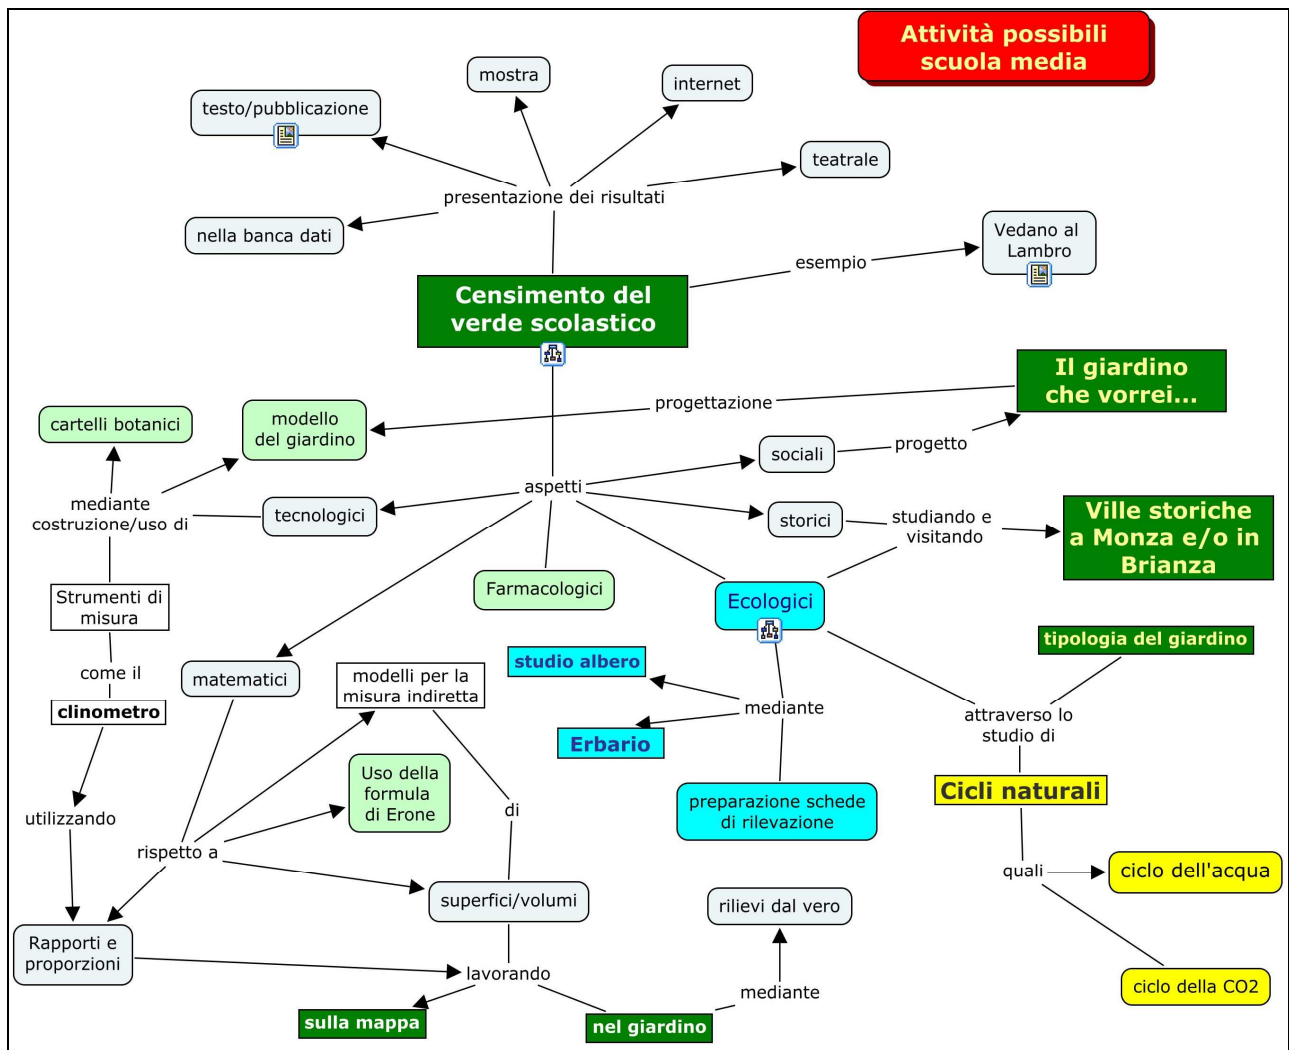 Attività possibili
scuola media
mostra
internet
testo/pubblicazione
teatrale
presentazione dei risultati
nella banca dati
Vedano al
Lambro
esempio
Censimento del
verde scolastico
Il giardino
che vorrei...
progettazione
cartelli botanici
modello
del giardino
sociali
progetto
aspetti
mediante
costruzione/uso di
tecnologici
storici
studiando e
visitando
Ville storiche
a Monza e/o in
Brianza
Farmacologici
Ecologici
Strumenti di
misura
tipologia del giardino
studio albero
come il
matematici
modelli per la
misura indiretta
clinometro
mediante
attraverso lo
studio di
Erbario
Uso della
formula
di Erone
Cicli naturali
preparazione schede
di rilevazione
di
utilizzando
rispetto a
quali
ciclo dell'acqua
superfici/volumi
rilievi dal vero
Rapporti e
proporzioni
lavorando
ciclo della CO2
mediante
sulla mappa
nel giardino